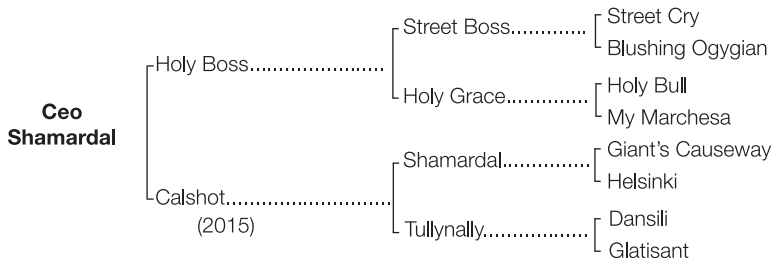 Street Cry
Street Boss
Blushing Ogygian
Holy Boss
Holy Bull
Holy Grace
My Marchesa
Ceo
Shamardal
Giant's Causeway
Shamardal
Helsinki
Calshot
(2015)
Dansili
Tullynally
Glatisant